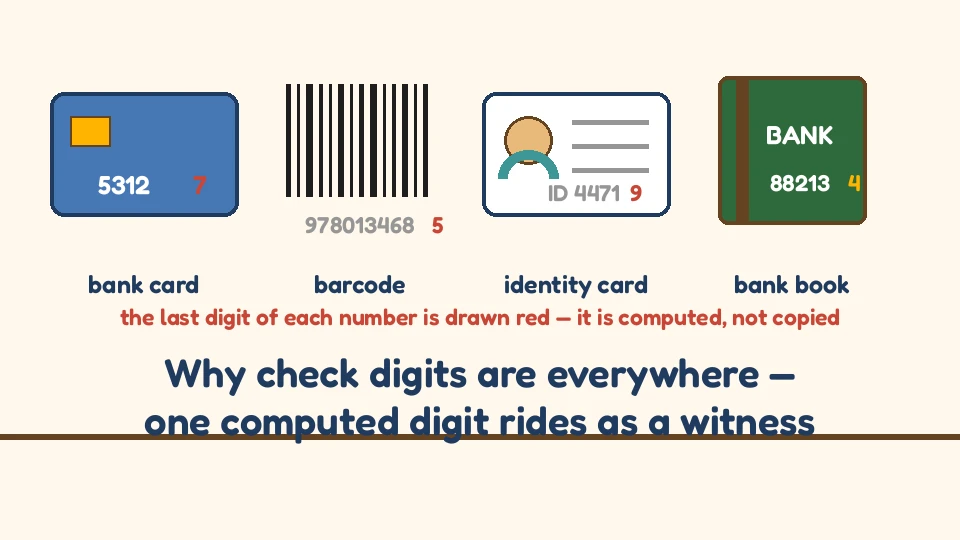 5312 7
978013468 5
ID 4471 9
BANK
88213 4
bank card
barcode
identity card
bank book
the last digit of each number is drawn red — it is computed, not copied
Why check digits are everywhere —
one computed digit rides as a witness